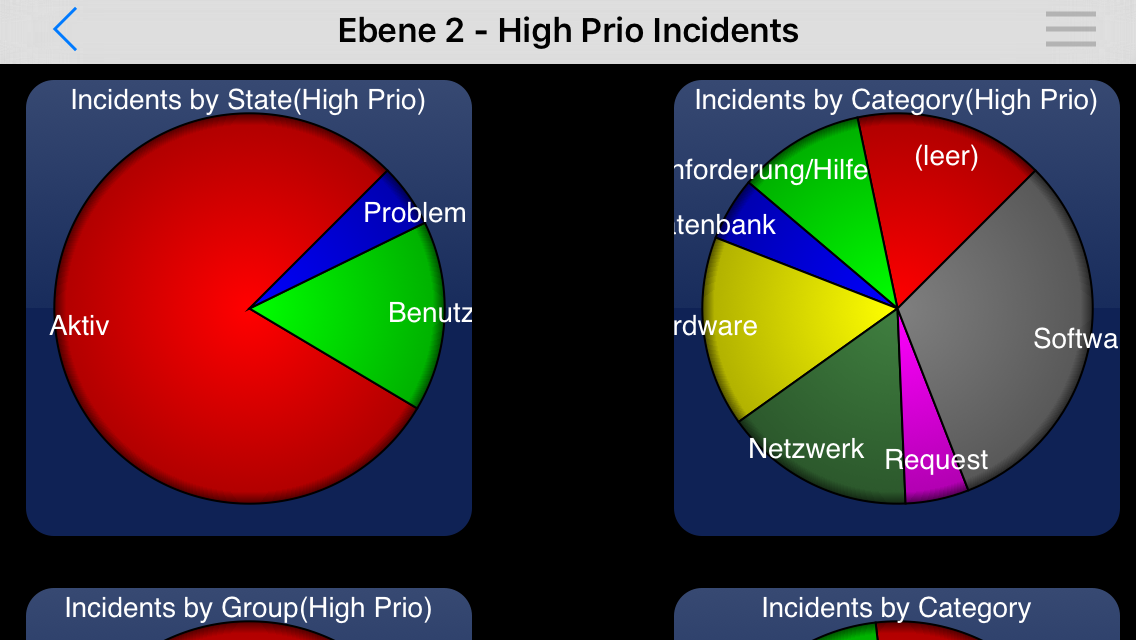 Ebene 2 - High Prio Incidents
Incidents by State(High Prio)
Problem
Benutz
Aktiv
Incidents by Category(High Prio)
(leer)
nforderung/Hilfe
tenbank
rdware
Softwa
Netzwerk
Request
Incidents by Group(High Prio)
Incidents by Category